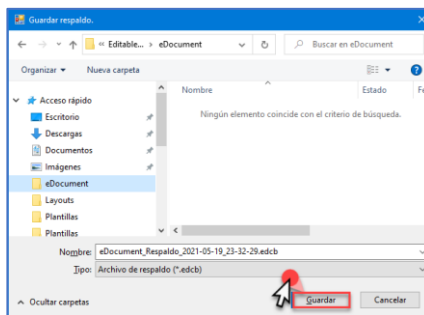 Guardar respaldo.
« Editable... > eDocument
Buscar en eDocument
Organizar
Nueva carpeta
Nombre
Estado
Fe
Acceso rápido
Ningún elemento coincide con el criterio de búsqueda.
Escritorio
Descargas
Documentos
Imágenes
eDocument
Layouts
Plantillas
Plantillas
Nombre: eDocument_Respaldo_2021-05-19_23-32-29.edcb
Tipo: Archivo de respaldo (*.edcb)
Ocultar carpetas
Guardar
Cancelar